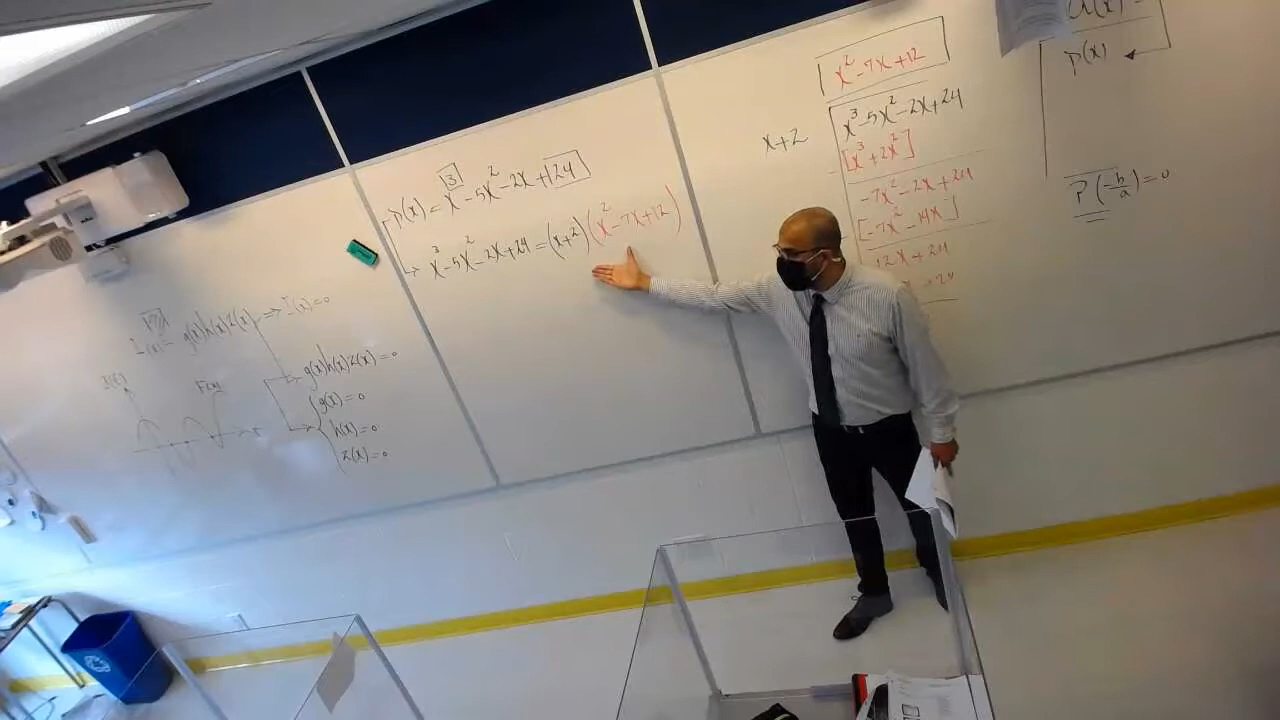 g(x)h(x)z(x) => I(x)=0
I(x)
F(x)
g(x)h(x)z(x)=0
g(x)=0
h(x)=0
z(x)=0
p(x)=x³-5x²-2x+24
x³-5x²-2x+24=(x+2)(x²-7x+12)
x²-7x+12
x+2
x³-5x²-2x+24
[x³+2x²]
-7x²-2x+24
[-7x²-14x]
12x+24
p(x)
P(-b/a)=0